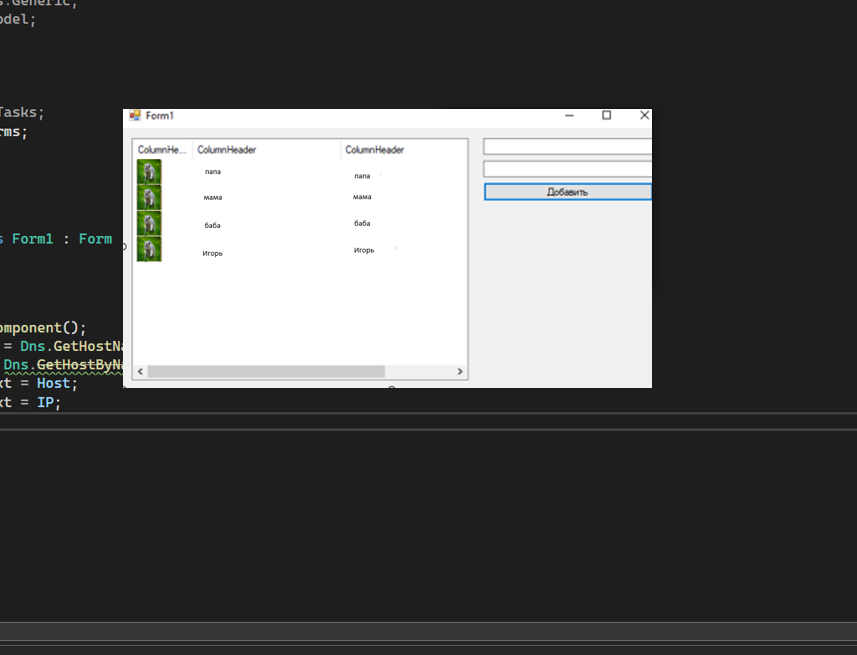 s.Generic;
odel;
Tasks;
rms;
Form1
ColumnHe... ColumnHeader ColumnHeader
папа папа
мама мама
баба баба
Игорь Игорь
Добавить
s Form1 : Form
omponent();
= Dns.GetHostNa
Dns.GetHostByNa
xt = Host;
xt = IP;